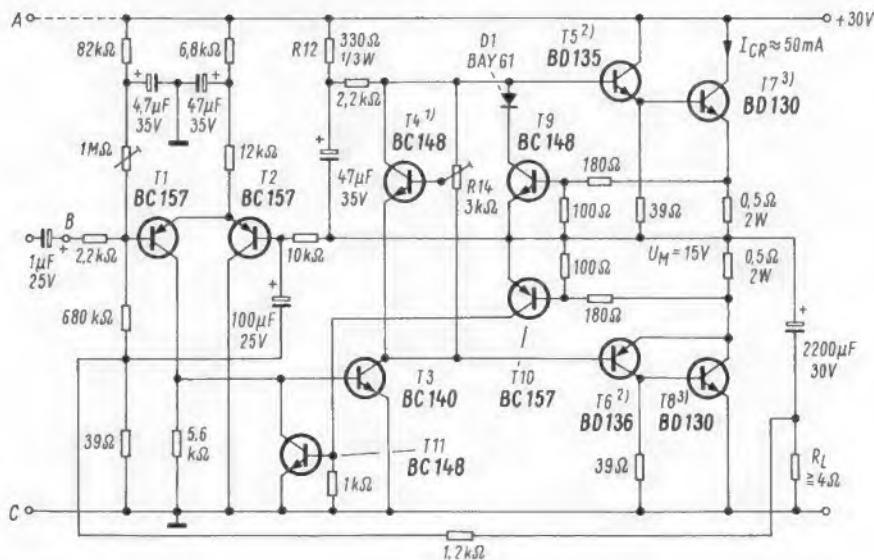 A
+30V
82kΩ
6,8kΩ
R12
330Ω
1/3W
D1
BAY61
T5 2)
BD135
I_CR ≈ 50mA
T7 3)
BD130
+
4,7μF
35V
+
47μF
35V
2,2kΩ
T4 1)
BC148
T9
BC148
1MΩ
12kΩ
+
47μF
35V
R14
3kΩ
180Ω
T1
BC157
T2
BC157
100Ω
39Ω
0,5Ω
2W
B
+
1μF
25V
2,2kΩ
10kΩ
U_M = 15V
0,5Ω
2W
100Ω
680kΩ
+
100μF
25V
180Ω
+
2200μF
30V
T3
BC140
T10
BC157
T6 2)
BD136
T8 3)
BD130
39Ω
5.6
kΩ
T11
BC148
1kΩ
39Ω
R_L
≧4Ω
C
1,2kΩ